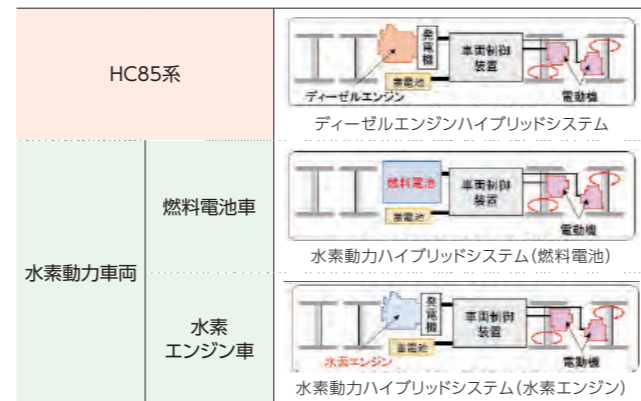 HC85系
発電機
車両制御
装置
蓄電池
ディーゼルエンジン
電動機
ディーゼルエンジンハイブリッドシステム
水素動力車両
燃料電池車
燃料電池
車両制御
装置
蓄電池
電動機
水素動力ハイブリッドシステム(燃料電池)
水素
エンジン車
発電機
車両制御
装置
蓄電池
水素エンジン
電動機
水素動力ハイブリッドシステム(水素エンジン)